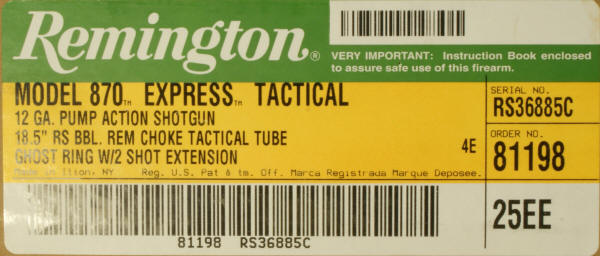 Remington®
VERY IMPORTANT: Instruction Book enclosed
to assure safe use of this firearm.
MODEL 870™ EXPRESS™ TACTICAL
12 GA. PUMP ACTION SHOTGUN
18.5" RS BBL. REM CHOKE TACTICAL TUBE
GHOST RING W/2 SHOT EXTENSION
4E
Made in Ilion, NY Reg. U.S. Pat & tm. Off. Marca Registrada Marque Deposee.
SERIAL NO.
RS36885C
ORDER NO.
81198
25EE
81198 RS36885C